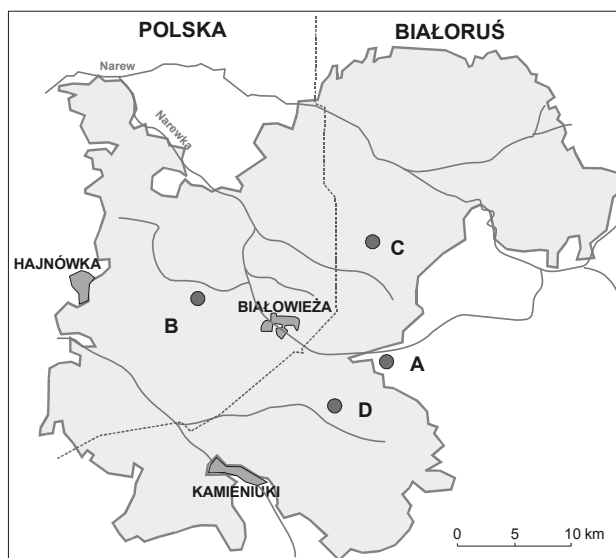 POLSKA
BIAŁORUŚ
Narew
Narewka
C
HAJNÓWKA
BIAŁOWIEŻA
B
A
D
KAMIENIUKI
0 5 10 km